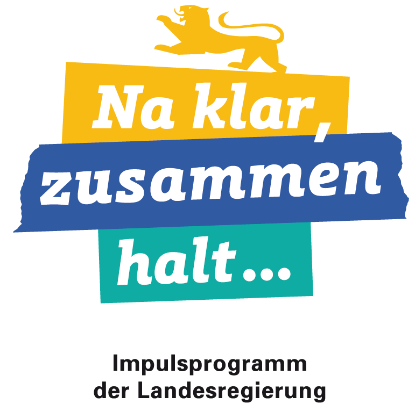 Na klar,
zusammen
halt...
Impulsprogramm
der Landesregierung